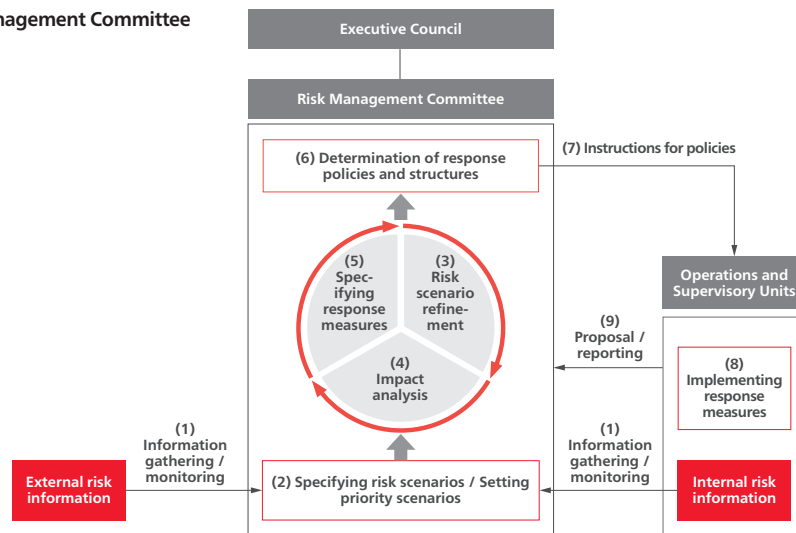 nagement Committee
Executive Council
Risk Management Committee
(6) Determination of response
policies and structures
(7) Instructions for policies
(5)
Spec-
ifying
response
measures
(3)
Risk
scenario
refine-
ment
(4)
Impact
analysis
Operations and
Supervisory Units
(9)
Proposal /
reporting
(8)
Implementing
response
measures
(1)
Information
gathering /
monitoring
(1)
Information
gathering /
monitoring
External risk
information
(2) Specifying risk scenarios / Setting
priority scenarios
Internal risk
information